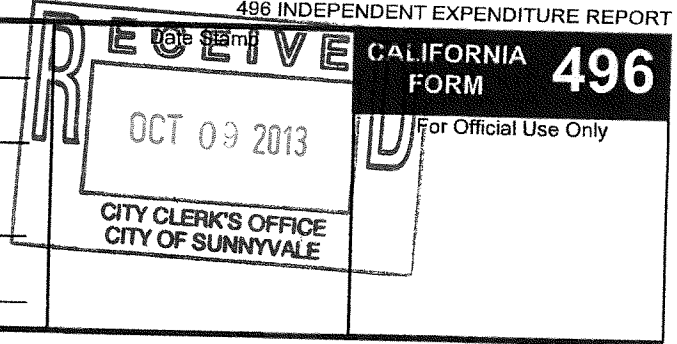 496 INDEPENDENT EXPENDITURE REPORT
Date Stamp
RECEIVED
CALIFORNIA
FORM
496
OCT 09 2013
For Official Use Only
CITY CLERK'S OFFICE
CITY OF SUNNYVALE